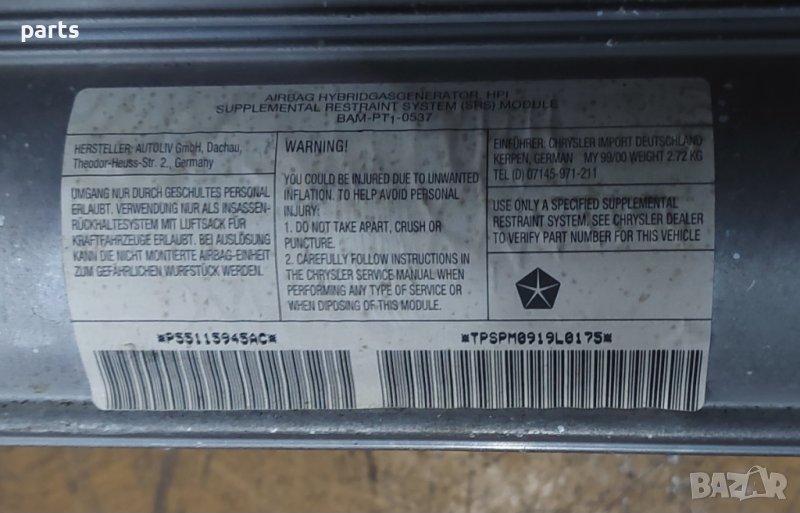 parts
AIRBAG HYBRIDGASGENERATOR, HPI
SUPPLEMENTAL RESTRAINT SYSTEM (SRS) MODULE
BAM-PT1-0537
HERSTELLER: AUTOLIV GmbH, Dachau,
Theodor-Heuss-Str. 2., Germany
UMGANG NUR DURCH GESCHULTES PERSONAL
ERLAUBT. VERWENDUNG NUR ALS INSASSEN-
RÜCKHALTESYSTEM MIT LUFTSACK FÜR
KRAFTFAHRZEUGE ERLAUBT. BEI AUSLÖSUNG
KANN DIE NICHT MONTIERTE AIRBAG-EINHEIT
ZUM GEFÄHRLICHEN WURFSTÜCK WERDEN.
WARNING!
YOU COULD BE INJURED DUE TO UNWANTED
INFLATION. TO HELP AVOID PERSONAL
INJURY:
1. DO NOT TAKE APART, CRUSH OR
PUNCTURE.
2. CAREFULLY FOLLOW INSTRUCTIONS IN
THE CHRYSLER SERVICE MANUAL WHEN
PERFORMING ANY TYPE OF SERVICE OR
WHEN DIPOSING OF THIS MODULE.
EINFÜHRER: CHRYSLER IMPORT DEUTSCHLAND
KERPEN, GERMAN MY 99/00 WEIGHT 2.72 KG
TEL (D) 07145-971-211
USE ONLY A SPECIFIED SUPPLEMENTAL
RESTRAINT SYSTEM. SEE CHRYSLER DEALER
TO VERIFY PART NUMBER FOR THIS VEHICLE
*P55115945AC*
*TPSPM0919L0175*
BAZAR